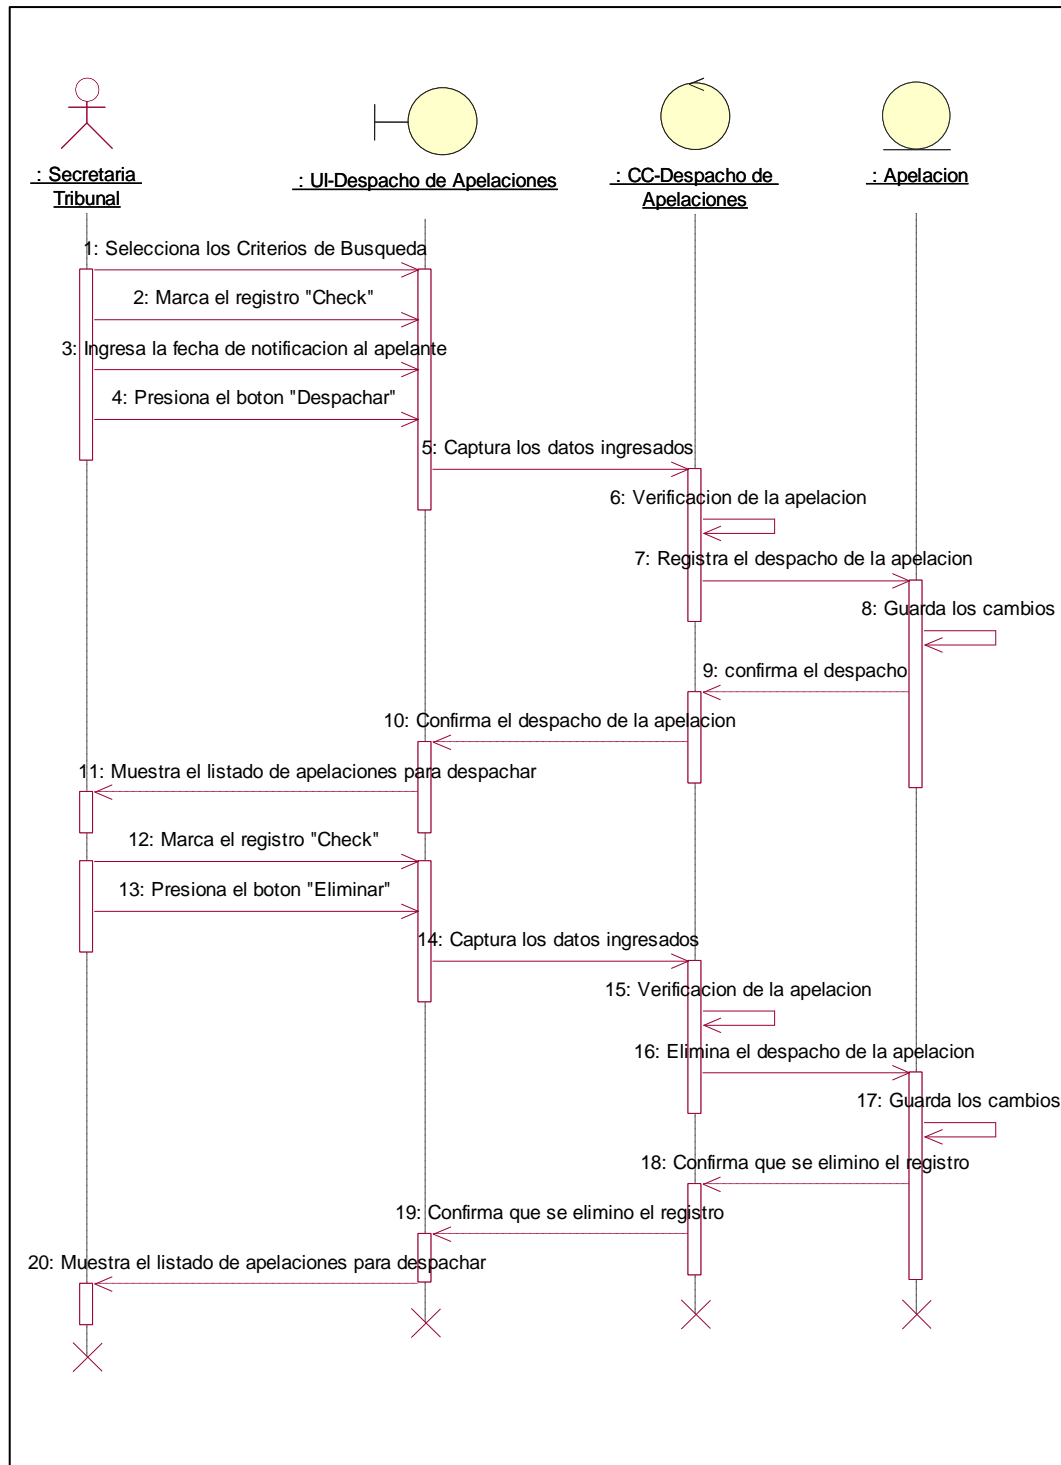 : Secretaria
Tribunal
: UI-Despacho de Apelaciones
: CC-Despacho de
Apelaciones
: Apelacion
1: Selecciona los Criterios de Busqueda
2: Marca el registro "Check"
3: Ingresa la fecha de notificacion al apelante
4: Presiona el boton "Despachar"
5: Captura los datos ingresados
6: Verificacion de la apelacion
7: Registra el despacho de la apelacion
8: Guarda los cambios
9: confirma el despacho
10: Confirma el despacho de la apelacion
11: Muestra el listado de apelaciones para despachar
12: Marca el registro "Check"
13: Presiona el boton "Eliminar"
14: Captura los datos ingresados
15: Verificacion de la apelacion
16: Elimina el despacho de la apelacion
17: Guarda los cambios
18: Confirma que se elimino el registro
19: Confirma que se elimino el registro
20: Muestra el listado de apelaciones para despachar